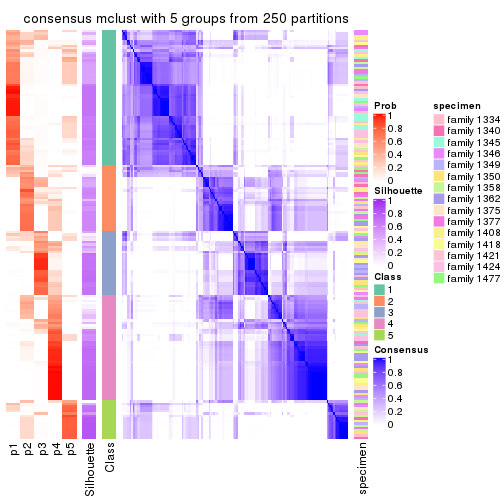 consensus mclust with 5 groups from 250 partitions
Prob
1
0.8
0.6
0.4
0.2
0
Silhouette
1
0.8
0.6
0.4
0.2
0
Class
1
2
3
4
5
Consensus
1
0.8
0.6
0.4
0.2
0
specimen
family 1334
family 1340
family 1345
family 1346
family 1349
family 1350
family 1358
family 1362
family 1375
family 1377
family 1408
family 1418
family 1421
family 1424
family 1477
p1
p2
p3
p4
p5
Silhouette
Class
specimen